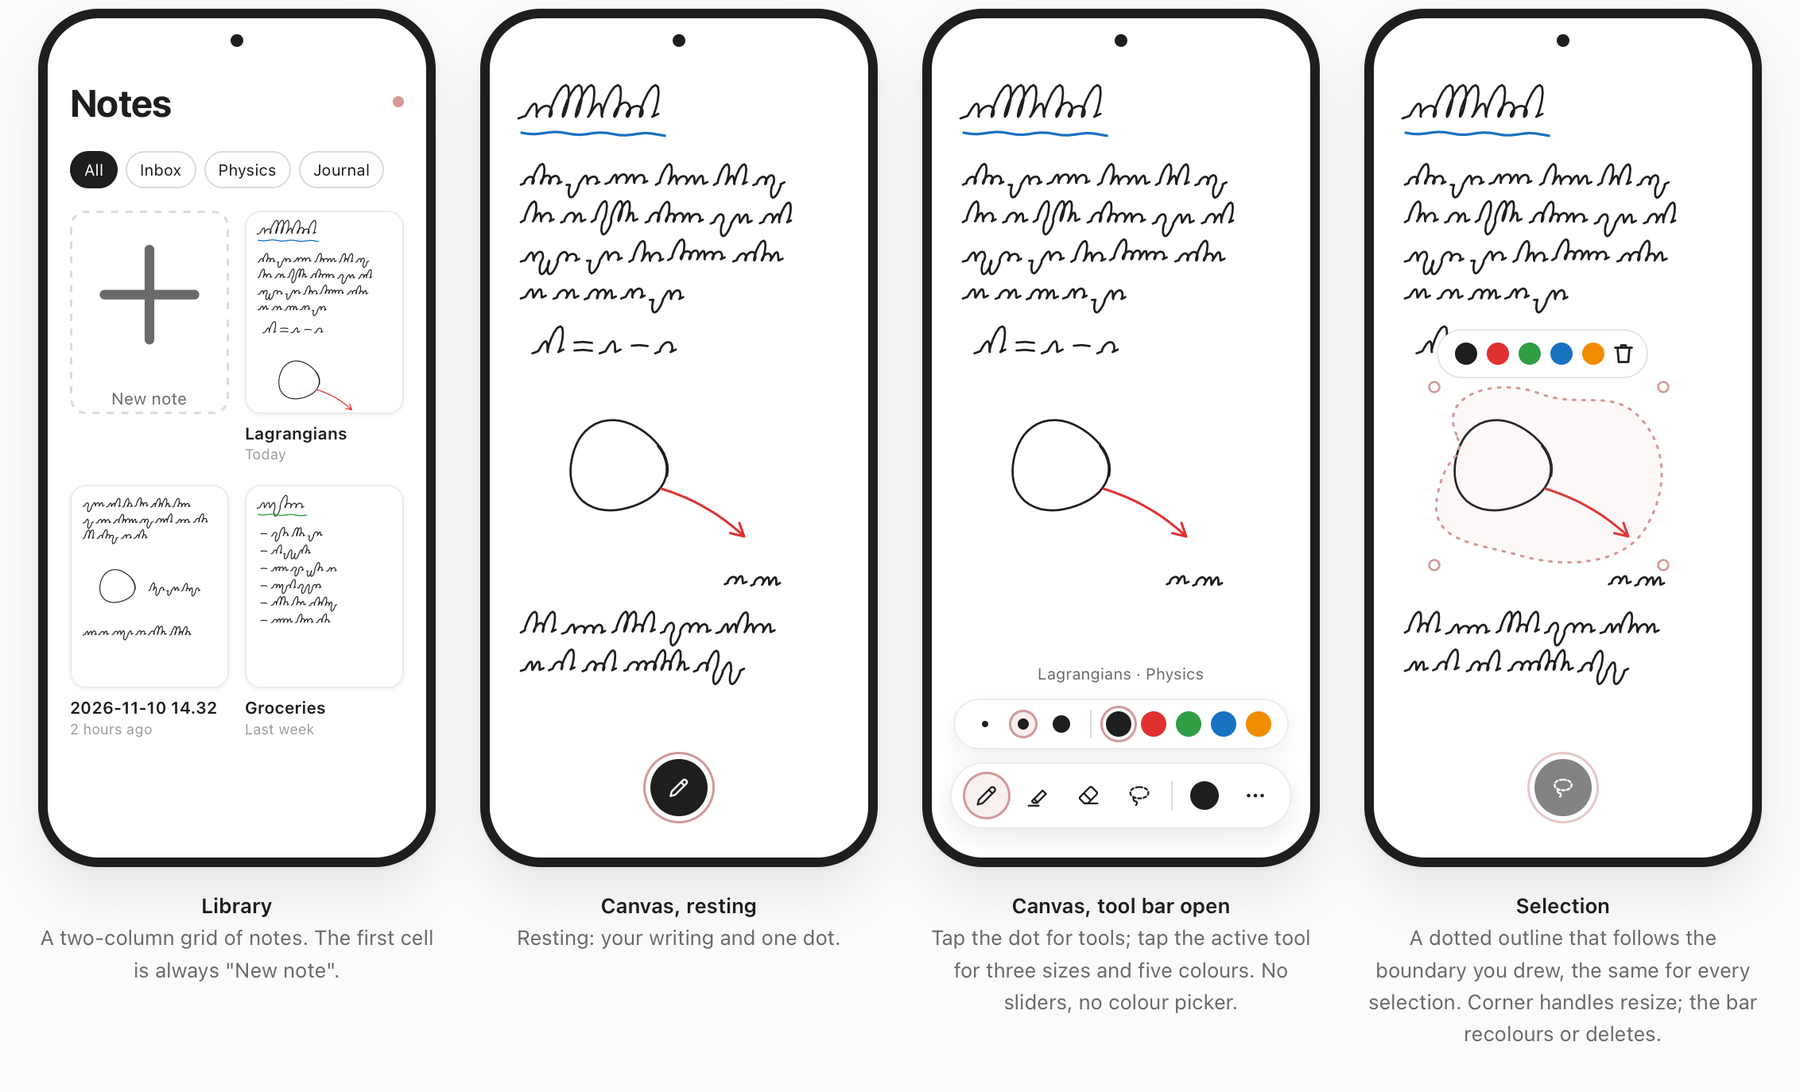 Notes
All
Inbox
Physics
Journal
New note
Lagrangians
Today
2026-11-10 14.32
2 hours ago
Groceries
Last week
Lagrangians · Physics
Library
A two-column grid of notes. The first cell
is always "New note".
Canvas, resting
Resting: your writing and one dot.
Canvas, tool bar open
Tap the dot for tools; tap the active tool
for three sizes and five colours. No
sliders, no colour picker.
Selection
A dotted outline that follows the
boundary you drew, the same for every
selection. Corner handles resize; the bar
recolours or deletes.